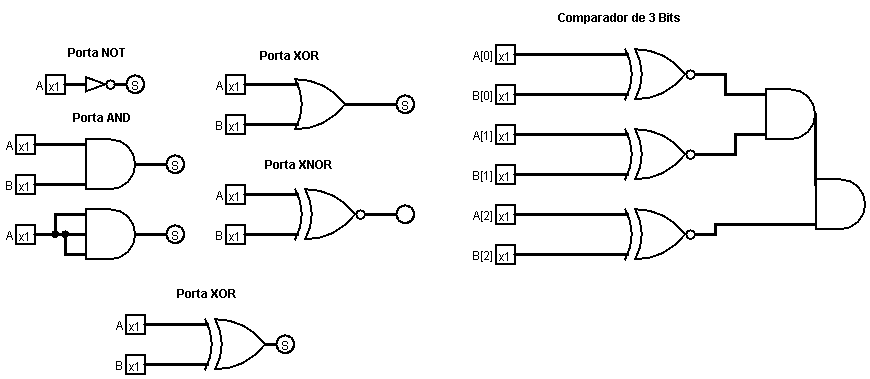 Comparador de 3 Bits
Porta NOT
A x1 S
Porta AND
A x1
B x1 S
A x1 S
Porta XOR
A x1
B x1 S
Porta XNOR
A x1
B x1
Porta XOR
A x1
B x1 S
A[0] x1
B[0] x1
A[1] x1
B[1] x1
A[2] x1
B[2] x1